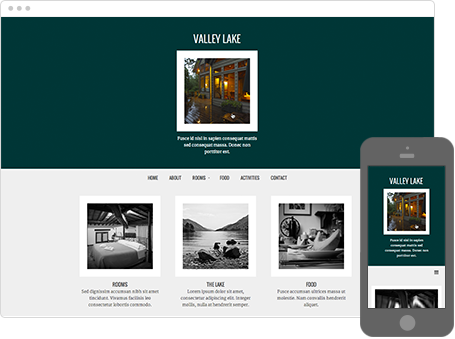 VALLEY LAKE
Fusce id nisl in sapien consequat mattis
sed consequat massa. Donec non
porttitor est.
HOME ABOUT ROOMS FOOD ACTIVITIES CONTACT
ROOMS
Sed dignissim accumsan nibh sit amet
tincidunt. Vivamus facilisis leo
consectetur lobortis commodo.
THE LAKE
Lorem ipsum dolor sit amet,
consectetur adipiscing elit. Integer
mollis, nulla at hendrerit semper.
FOOD
Fusce accumsan ultrices massa at
molestie. Nam convallis hendrerit
aliquet.
VALLEY LAKE
Fusce id nisl in sapien consequat
mattis sed consequat massa. Donec
non porttitor est.